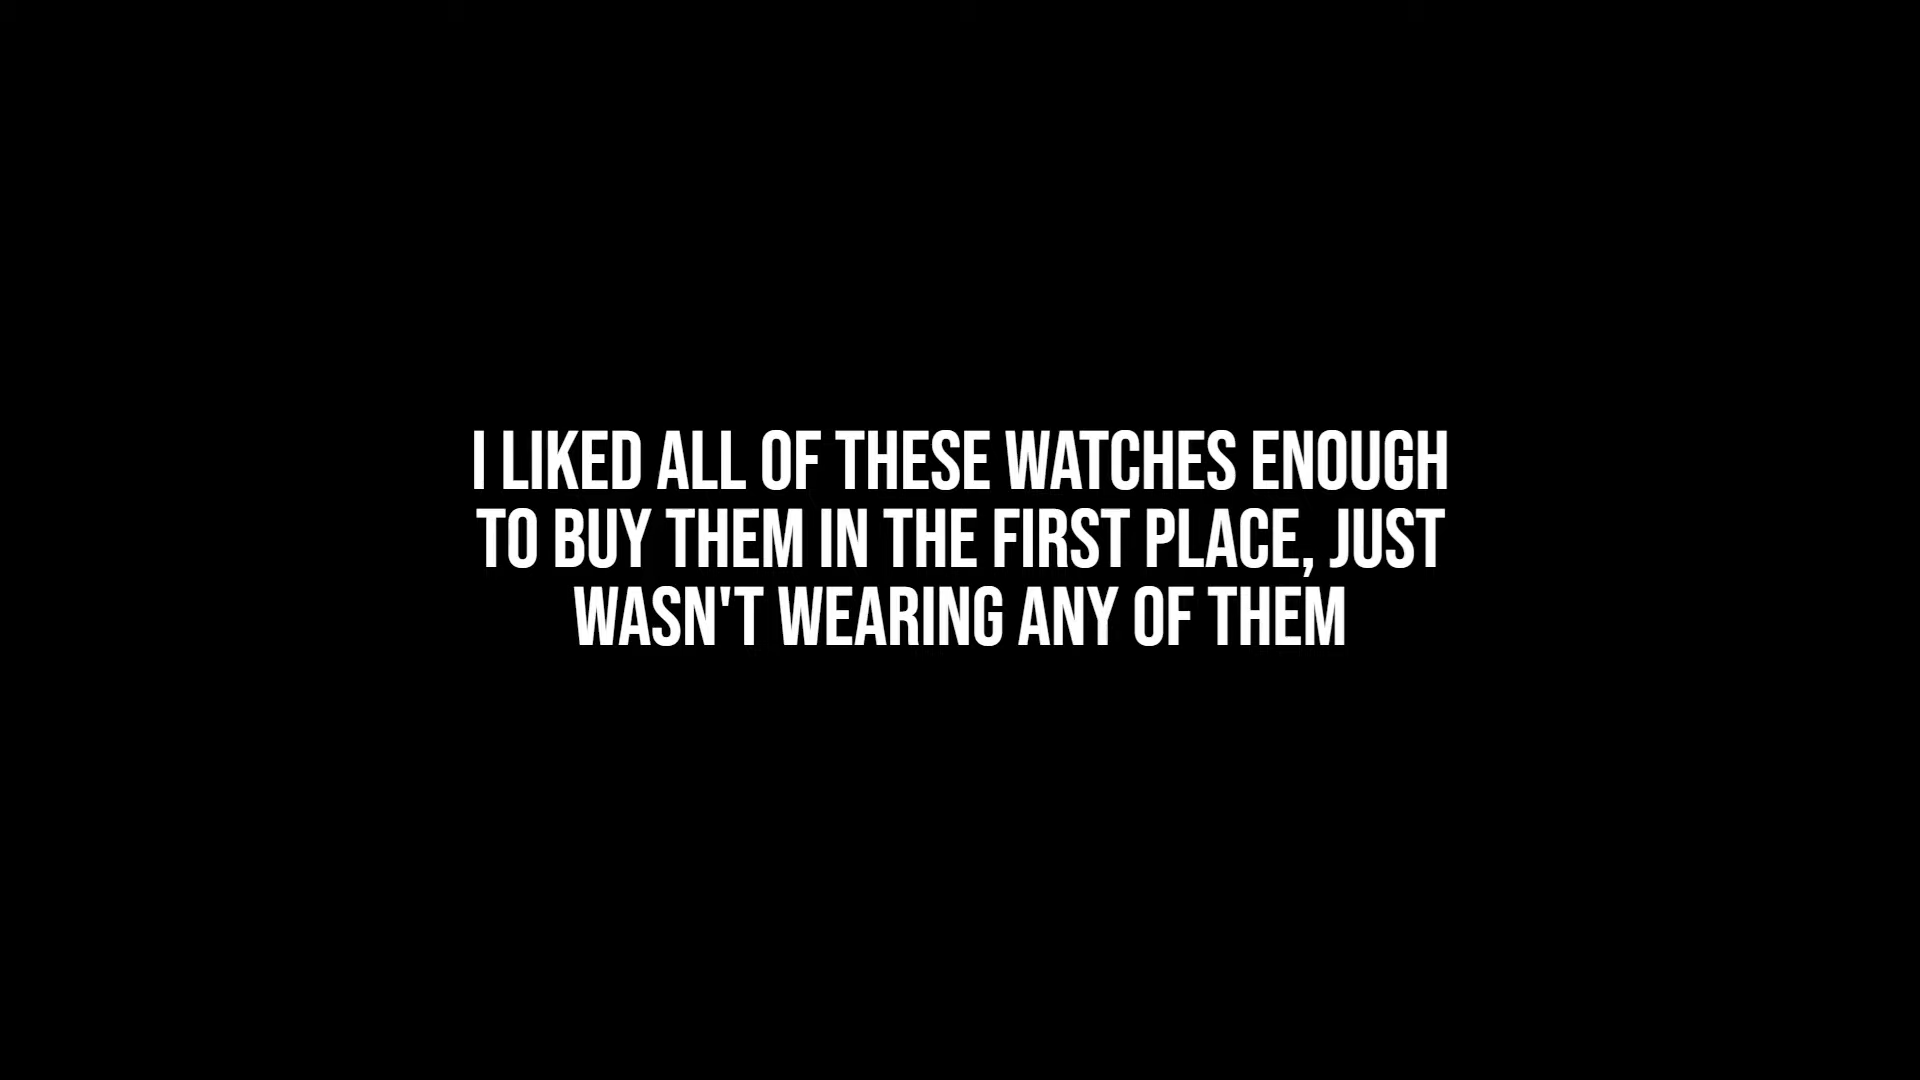 I LIKED ALL OF THESE WATCHES ENOUGH
TO BUY THEM IN THE FIRST PLACE, JUST
WASN'T WEARING ANY OF THEM